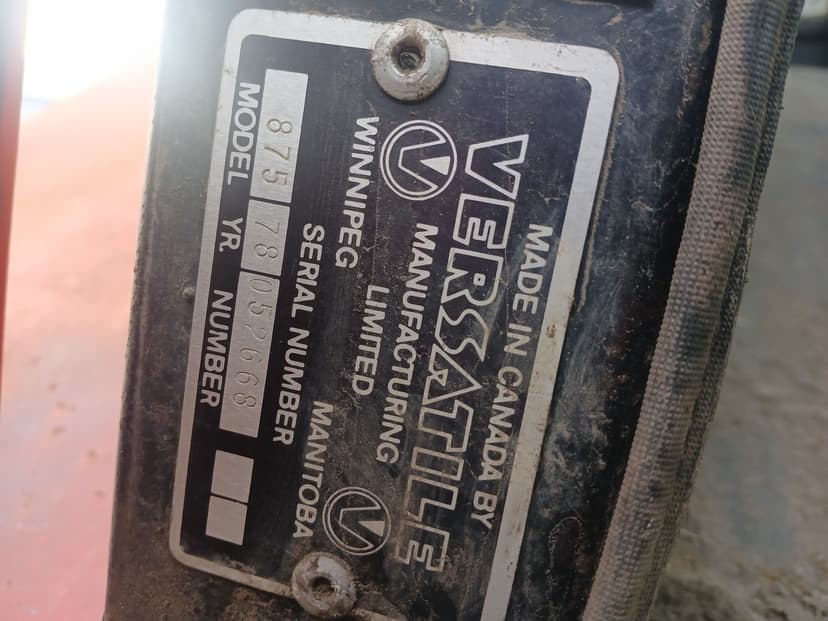 MADE IN CANADA BY
VERSATILE
MANUFACTURING
LIMITED
WINNIPEG MANITOBA
SERIAL NUMBER
875 78 052668
MODEL YR. NUMBER